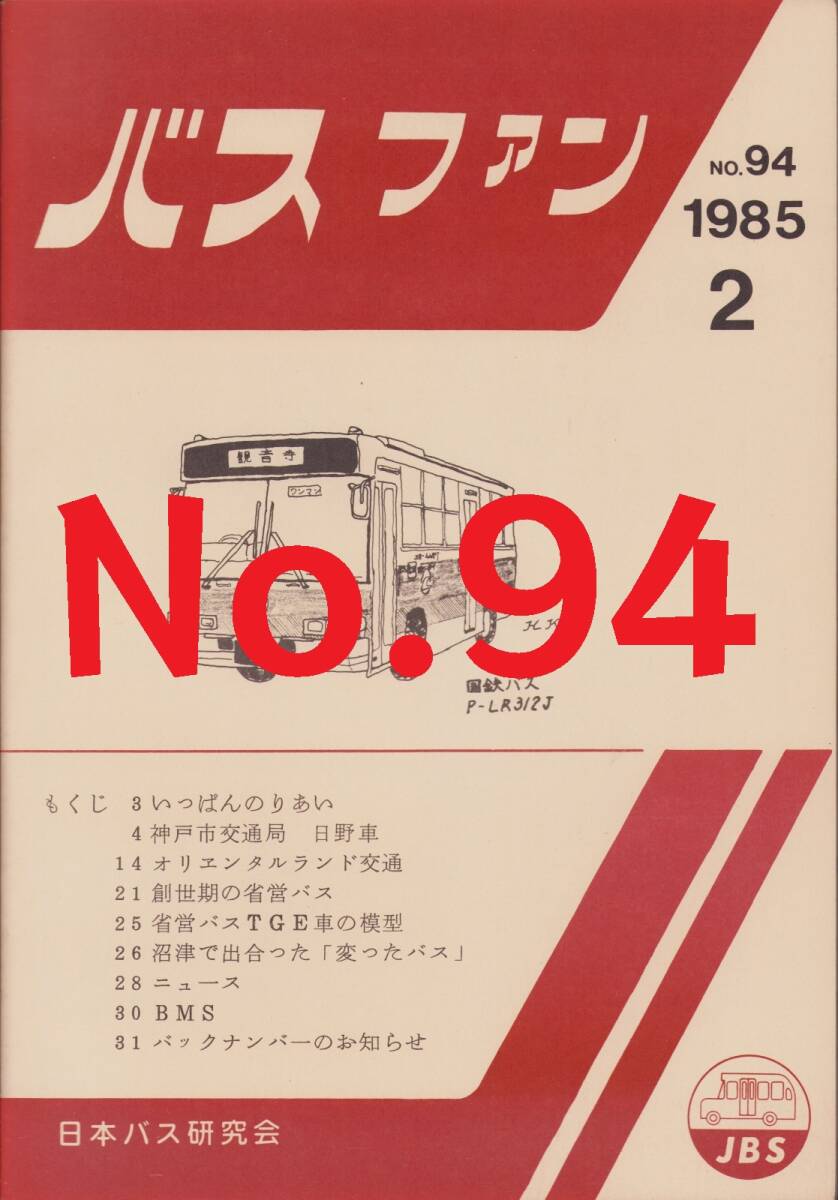 バスファン
NO.94
1985
2
観音寺
ワンマン
No.94
国鉄バス
P-LR312J
もくじ 3 いっぱんのりあい
4 神戸市交通局 日野車
14 オリエンタルランド交通
21 創世期の省営バス
25 省営バスTGE車の模型
26 沼津で出合った「変ったバス」
28 ニュース
30 BMS
31 バックナンバーのお知らせ
日本バス研究会
JBS